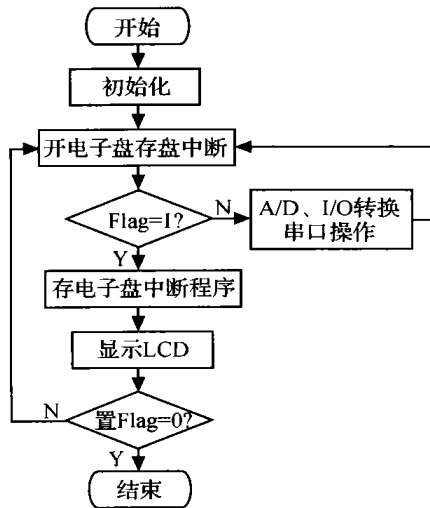 开始
初始化
开电子盘存盘中断
Flag=1?
N
A/D、I/O转换
串口操作
Y
存电子盘中断程序
显示LCD
N
置Flag=0?
Y
结束